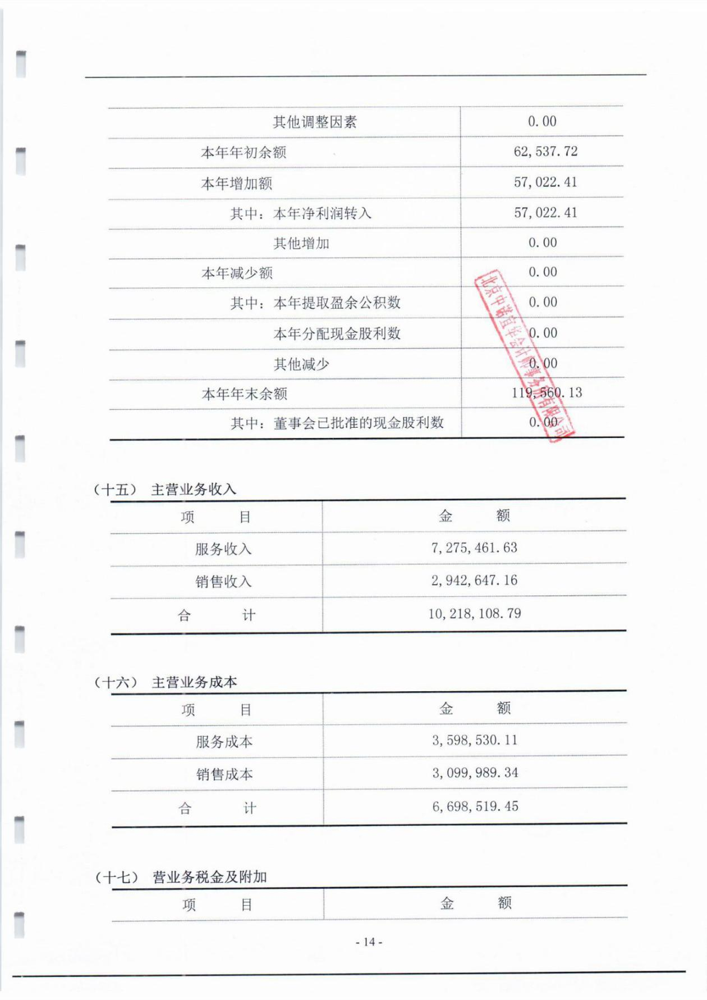 其他调整因素 0.00
本年年初余额 62,537.72
本年增加额 57,022.41
其中：本年净利润转入 57,022.41
其他增加 0.00
本年减少额 0.00
其中：本年提取盈余公积数 0.00
本年分配现金股利数 0.00
其他减少 0.00
本年年末余额 119,560.13
其中：董事会已批准的现金股利数 0.00
北京中诺宜华会计师事务所有限公司
（十五） 主营业务收入
项 目 金 额
服务收入 7,275,461.63
销售收入 2,942,647.16
合 计 10,218,108.79
（十六） 主营业务成本
项 目 金 额
服务成本 3,598,530.11
销售成本 3,099,989.34
合 计 6,698,519.45
（十七） 营业务税金及附加
项 目 金 额
- 14 -